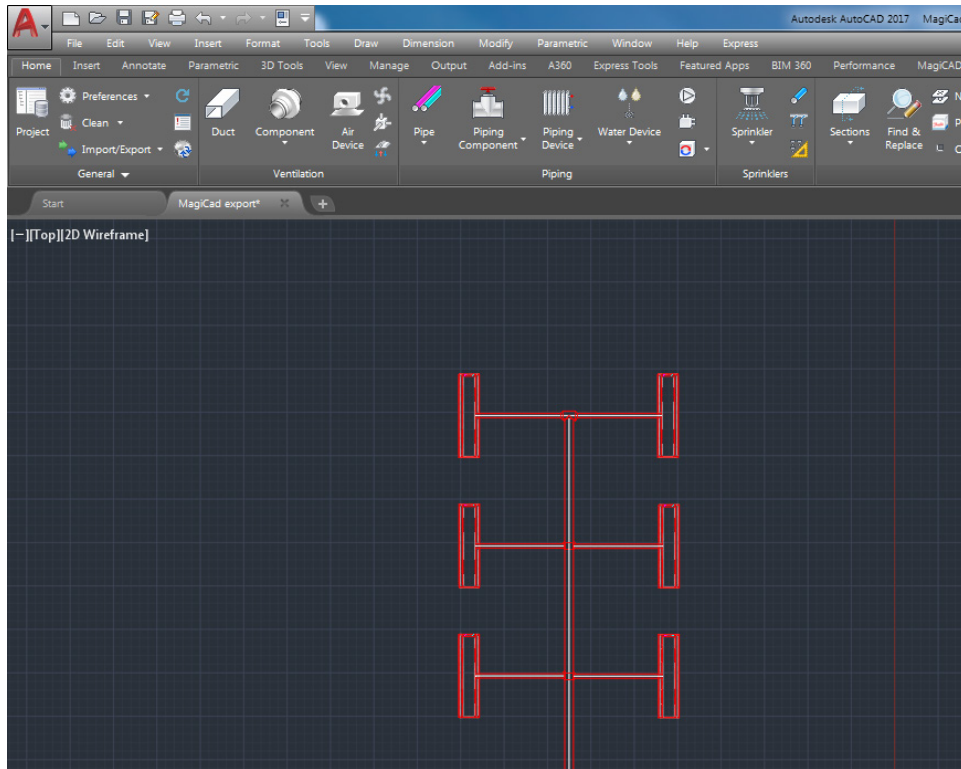 Autodesk AutoCAD 2017 MagiCad
File Edit View Insert Format Tools Draw Dimension Modify Parametric Window Help Express
Home Insert Annotate Parametric 3D Tools View Manage Output Add-ins A360 Express Tools Featured Apps BIM 360 Performance MagiCAD
Preferences
Clean
Import/Export
Project
Duct
Component
Air
Device
Pipe
Piping
Component
Piping
Device
Water Device
Sprinkler
Sections
Find &
Replace
General Ventilation Piping Sprinklers
Start MagiCad export* +
[−][Top][2D Wireframe]